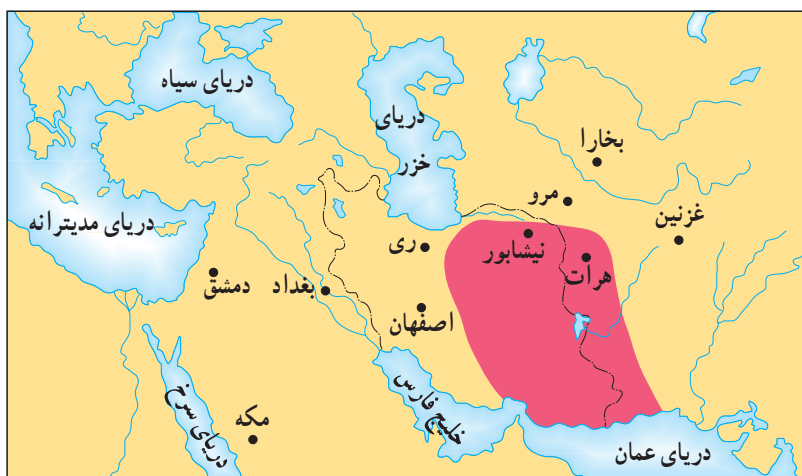 دریای سیاه
دریای
خزر
بخارا
مرو
غزنین
دریای مدیترانه
ری
نیشابور
هرات
دمشق
بغداد
اصفهان
خلیج فارس
دریای سرخ
مکه
دریای عمان